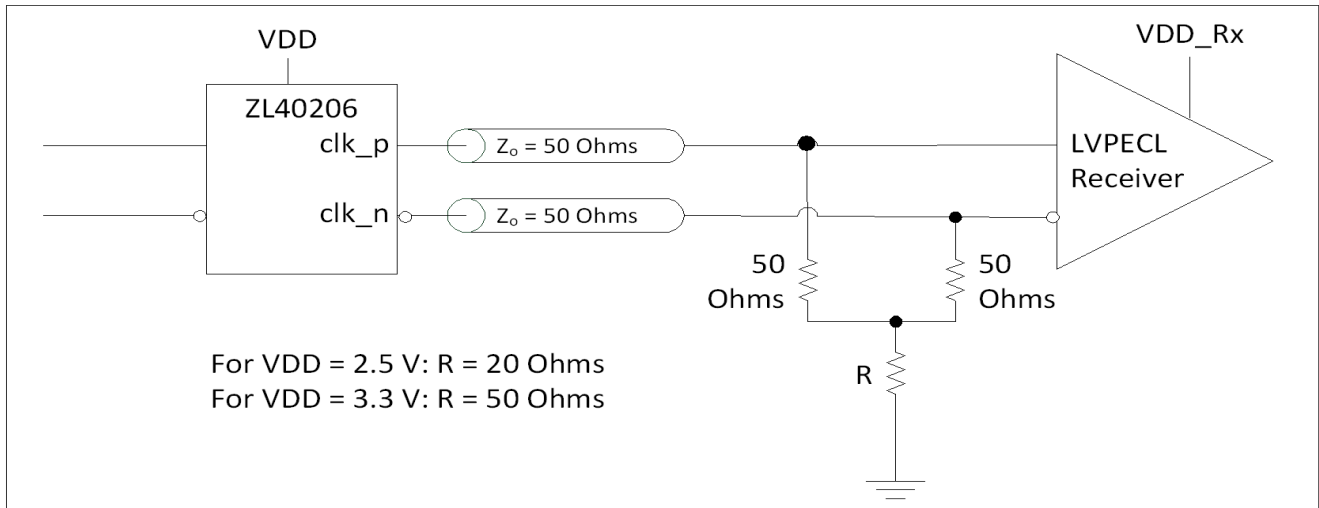 VDD
VDD_Rx
ZL40206
clk_p
Zo = 50 Ohms
LVPECL
Receiver
clk_n
Zo = 50 Ohms
50
Ohms
50
Ohms
For VDD = 2.5 V: R = 20 Ohms
For VDD = 3.3 V: R = 50 Ohms
R